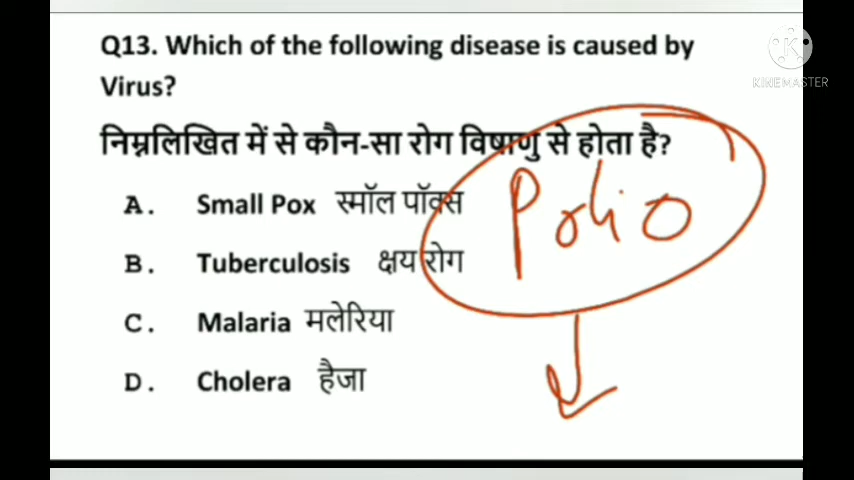 Q13. Which of the following disease is caused by
Virus?
निम्नलिखित में से कौन-सा रोग विषाणु से होता है?
A. Small Pox स्मॉल पॉक्स
B. Tuberculosis क्षय रोग
C. Malaria मलेरिया
D. Cholera हैजा
Polio
K
KINEMASTER